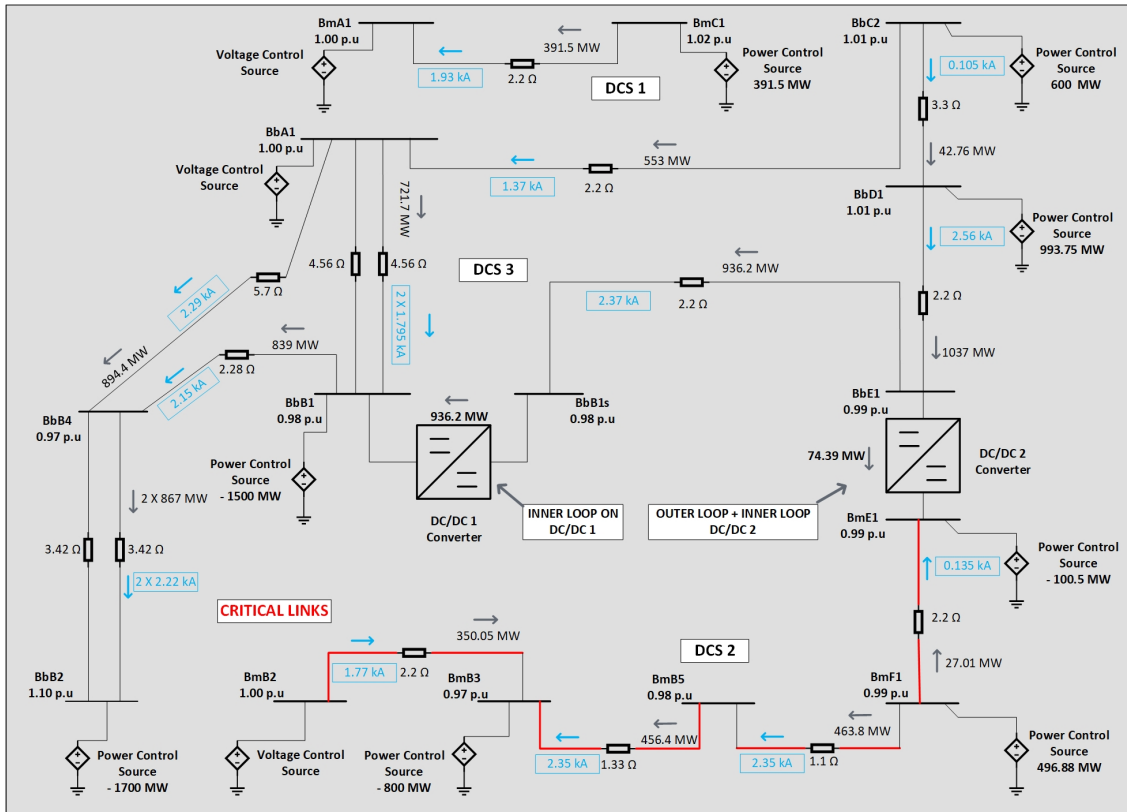 BmA1
1.00 p.u
Voltage Control
Source
1.93 kA
2.2 Ω
391.5 MW
BmC1
1.02 p.u
Power Control
Source
391.5 MW
DCS 1
BbC2
1.01 p.u
0.105 kA
Power Control
Source
600 MW
3.3 Ω
42.76 MW
BbA1
1.00 p.u
Voltage Control
Source
721.7 MW
1.37 kA
2.2 Ω
553 MW
BbD1
1.01 p.u
2.56 kA
Power Control
Source
993.75 MW
2.2 Ω
1037 MW
4.56 Ω
4.56 Ω
2 X 1.795 kA
DCS 3
936.2 MW
2.37 kA
2.2 Ω
5.7 Ω
2.29 kA
894.4 MW
839 MW
2.28 Ω
2.15 kA
BbB4
0.97 p.u
BbB1
0.98 p.u
936.2 MW
BbB1s
0.98 p.u
BbE1
0.99 p.u
74.39 MW
DC/DC 2
Converter
Power Control
Source
- 1500 MW
DC/DC 1
Converter
INNER LOOP ON
DC/DC 1
OUTER LOOP + INNER LOOP
DC/DC 2
2 X 867 MW
3.42 Ω
3.42 Ω
2 X 2.22 kA
BmE1
0.99 p.u
0.135 kA
Power Control
Source
- 100.5 MW
2.2 Ω
27.01 MW
CRITICAL LINKS
350.05 MW
1.77 kA
2.2 Ω
DCS 2
BbB2
1.10 p.u
Power Control
Source
- 1700 MW
BmB2
1.00 p.u
Voltage Control
Source
BmB3
0.97 p.u
Power Control
Source
- 800 MW
BmB5
0.98 p.u
456.4 MW
2.35 kA
1.33 Ω
BmF1
0.99 p.u
463.8 MW
2.35 kA
1.1 Ω
Power Control
Source
496.88 MW